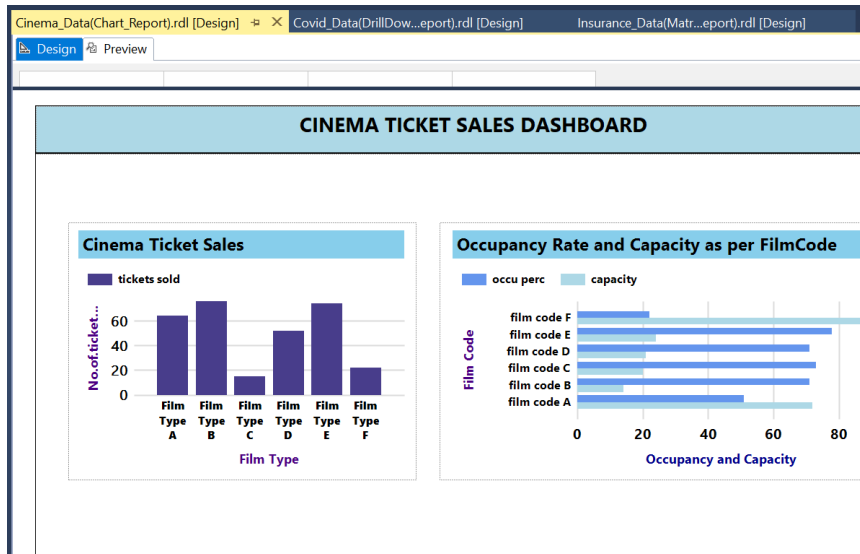 Cinema_Data(Chart_Report).rdl [Design]
Covid_Data(DrillDow...eport).rdl [Design]
Insurance_Data(Matr...eport).rdl [Design]
Design
Preview
CINEMA TICKET SALES DASHBOARD
Cinema Ticket Sales
tickets sold
No.of.ticket...
60
40
20
0
Film Type A
Film Type B
Film Type C
Film Type D
Film Type E
Film Type F
Film Type
Occupancy Rate and Capacity as per FilmCode
occu perc
capacity
Film Code
film code F
film code E
film code D
film code C
film code B
film code A
0 20 40 60 80
Occupancy and Capacity